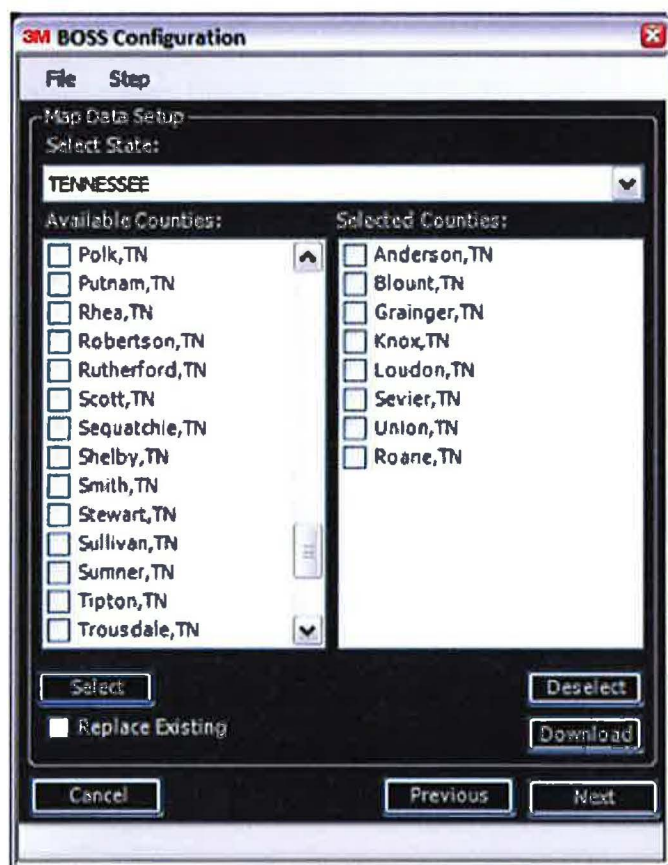 3M BOSS Configuration
File Step
Map Data Setup
Select State:
TENNESSEE
Available Counties:
Polk,TN
Putnam,TN
Rhea,TN
Robertson,TN
Rutherford,TN
Scott,TN
Sequatchie,TN
Shelby,TN
Smith,TN
Stewart,TN
Sullivan,TN
Sumner,TN
Tipton,TN
Trousdale,TN
Selected Counties:
Anderson,TN
Blount,TN
Grainger,TN
Knox,TN
Loudon,TN
Sevier,TN
Union,TN
Roane,TN
Select
Deselect
Replace Existing
Download
Cancel
Previous
Next